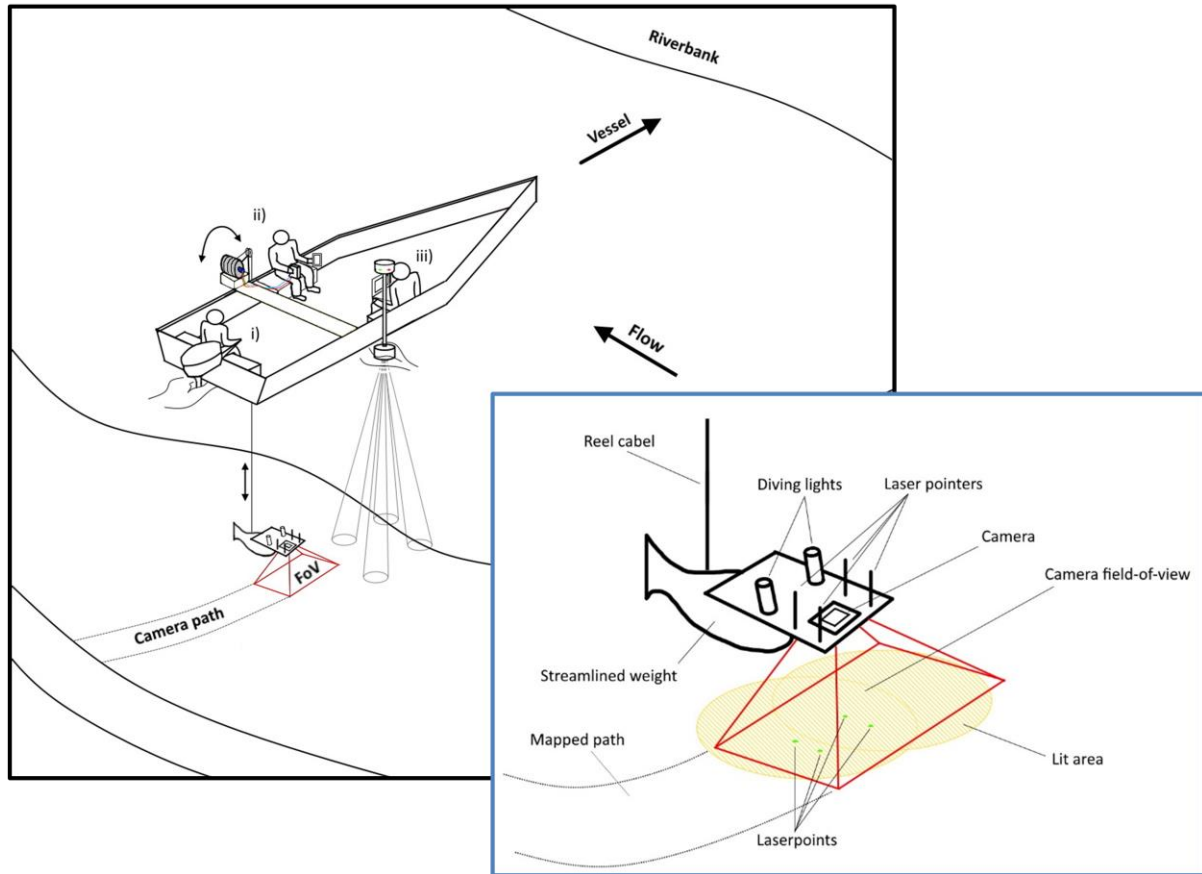 Riverbank
Vessel
ii)
iii)
i)
Flow
FoV
Camera path
Reel cabel
Diving lights
Laser pointers
Camera
Camera field-of-view
Streamlined weight
Mapped path
Lit area
Laserpoints